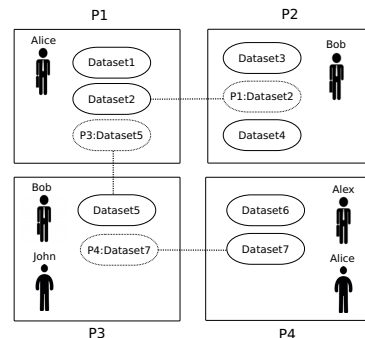 P1
Alice
Dataset1
Dataset2
P3:Dataset5
P2
Dataset3
Bob
P1:Dataset2
Dataset4
Bob
Dataset5
P4:Dataset7
John
P3
Alex
Dataset6
Dataset7
Alice
P4